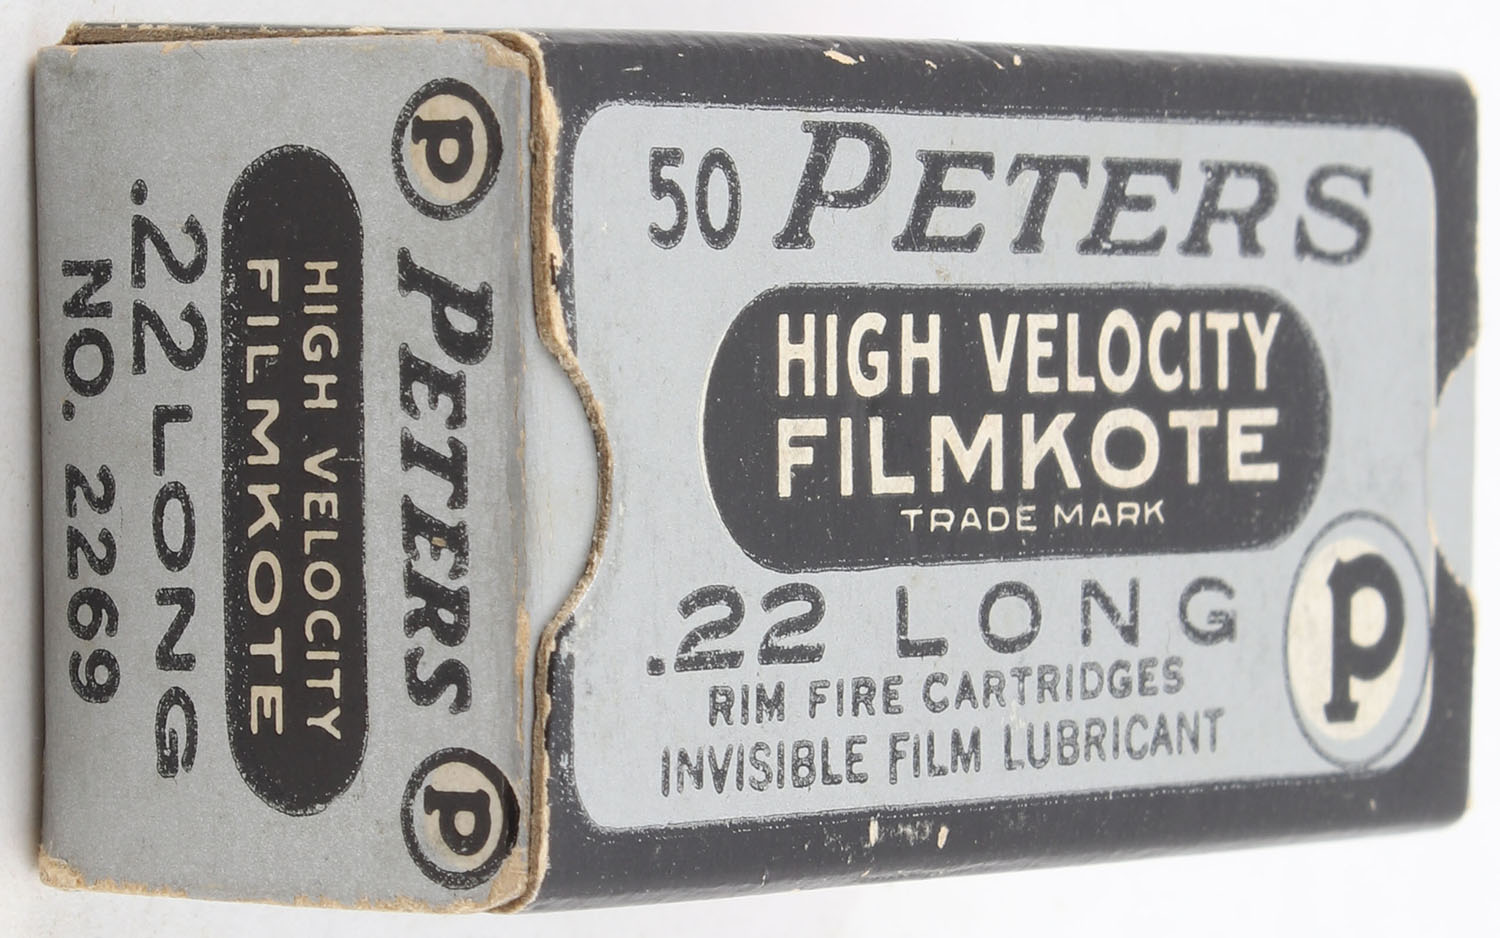 50 PETERS
HIGH VELOCITY
FILMKOTE
TRADE MARK
.22 LONG
RIM FIRE CARTRIDGES
INVISIBLE FILM LUBRICANT
P
P PETERS P
HIGH VELOCITY
FILMKOTE
.22 LONG
NO. 2269